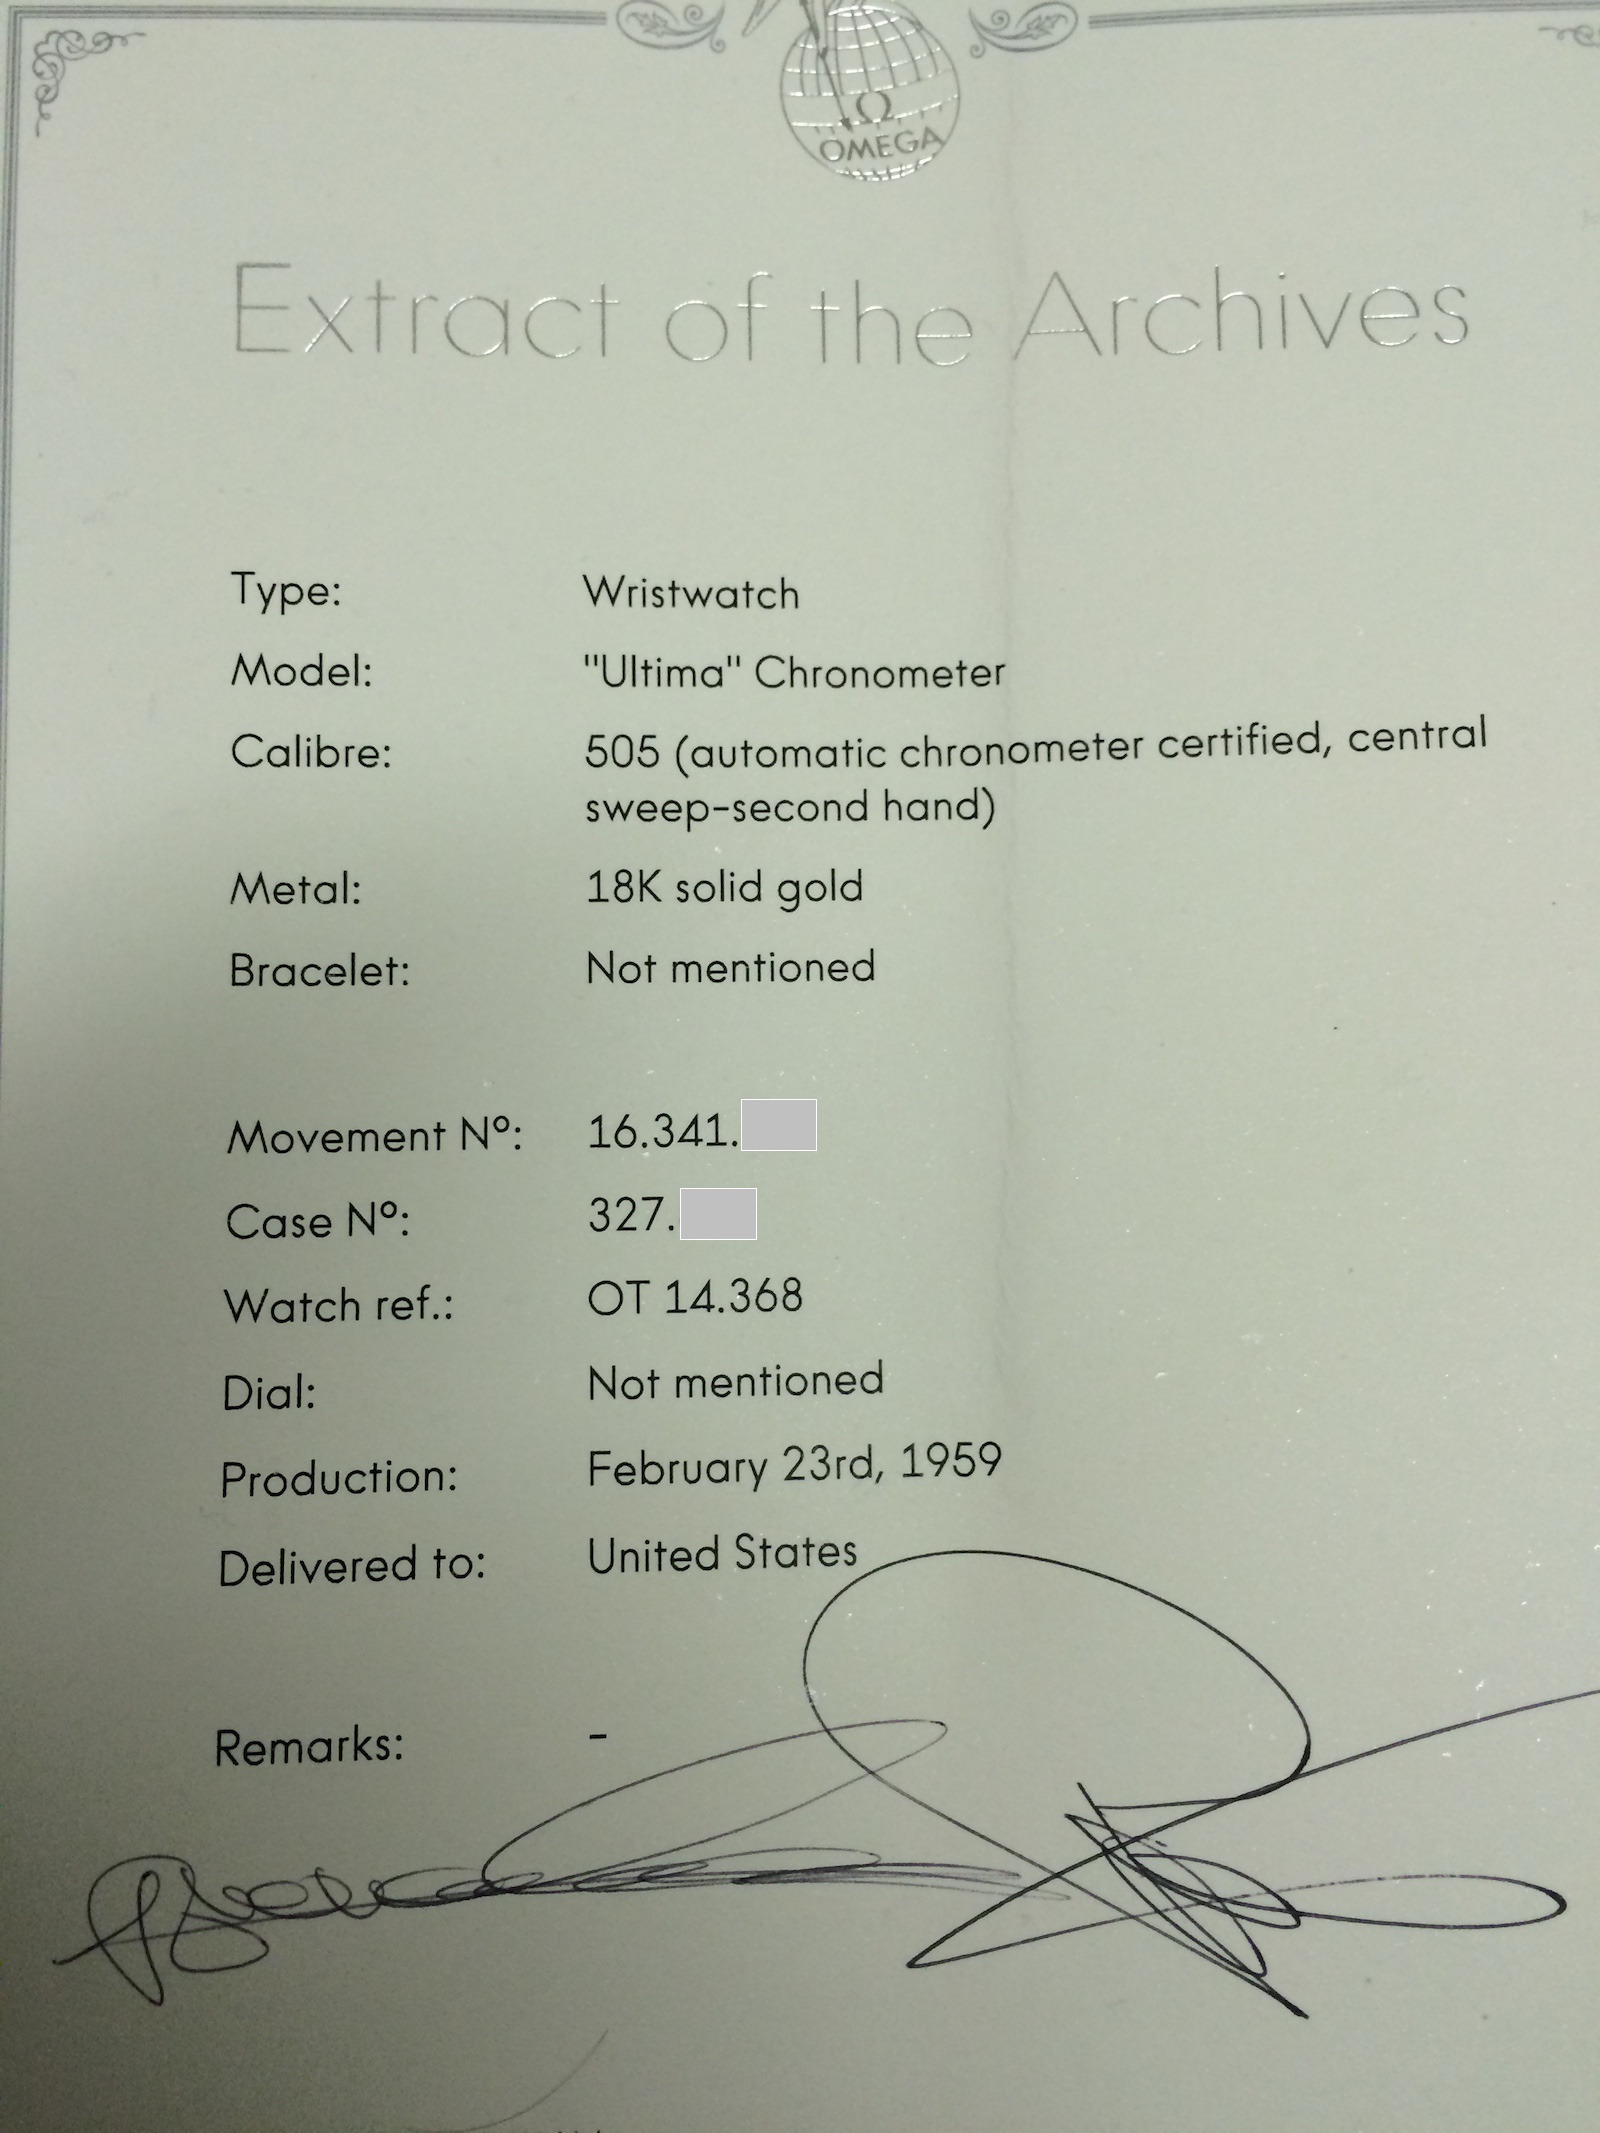 Ω
OMEGA
Extract of the Archives
Type: Wristwatch
Model: "Ultima" Chronometer
Calibre: 505 (automatic chronometer certified, central
sweep-second hand)
Metal: 18K solid gold
Bracelet: Not mentioned
Movement Nº: 16.341.
Case Nº: 327.
Watch ref.: OT 14.368
Dial: Not mentioned
Production: February 23rd, 1959
Delivered to: United States
Remarks: -